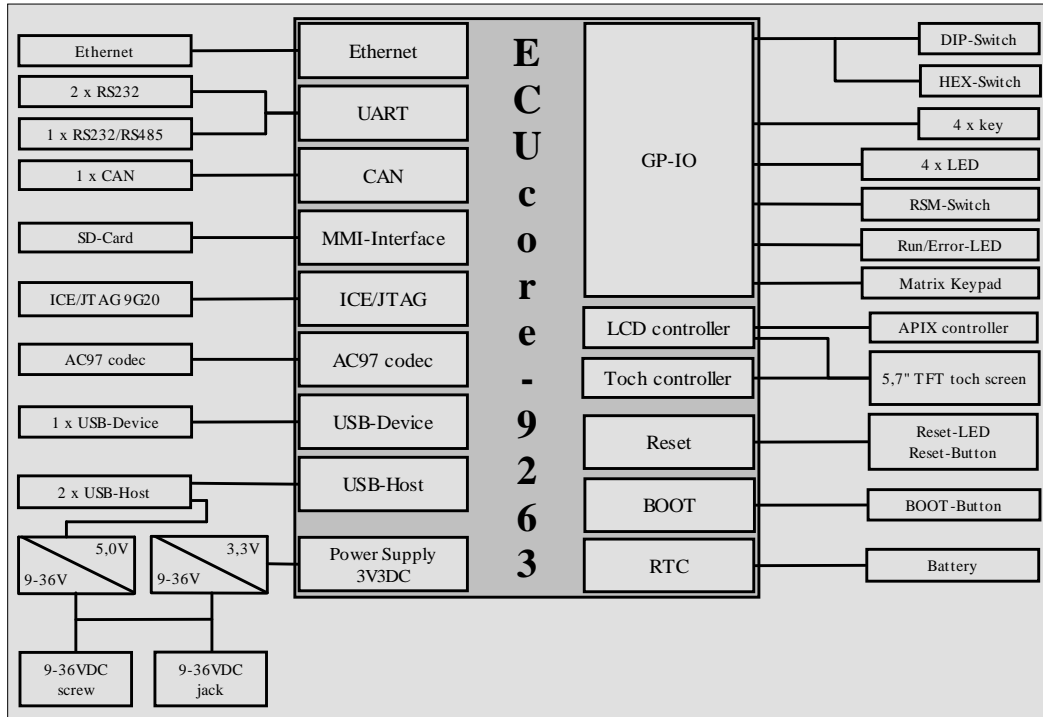 Ethernet
2 x RS232
1 x RS232/RS485
1 x CAN
SD-Card
ICE/JTAG 9G20
AC97 codec
1 x USB-Device
2 x USB-Host
5,0V
9-36V
3,3V
9-36V
9-36VDC
screw
9-36VDC
jack
Ethernet
UART
CAN
MMI-Interface
ICE/JTAG
AC97 codec
USB-Device
USB-Host
Power Supply
3V3DC
ECUcore-9263
GP-IO
LCD controller
Toch controller
Reset
BOOT
RTC
DIP-Switch
HEX-Switch
4 x key
4 x LED
RSM-Switch
Run/Error-LED
Matrix Keypad
APIX controller
5,7" TFT toch screen
Reset-LED
Reset-Button
BOOT-Button
Battery